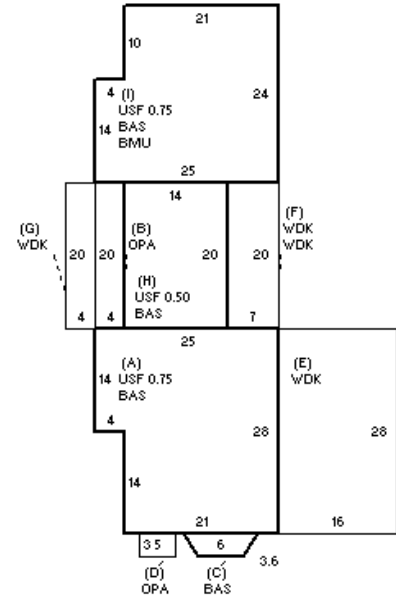 21
10
4 (I)
USF 0.75
24
14 BAS
BMU
25
14
(G)
WDK
(B)
OPA
(F)
WDK
WDK
20 20 20 20
(H)
USF 0.50
BAS
4 4 7
25
(A)
14 USF 0.75
BAS
(E)
WDK
4
28 28
14
21 16
3 5 6
3.6
(D)
OPA
(C)
BAS